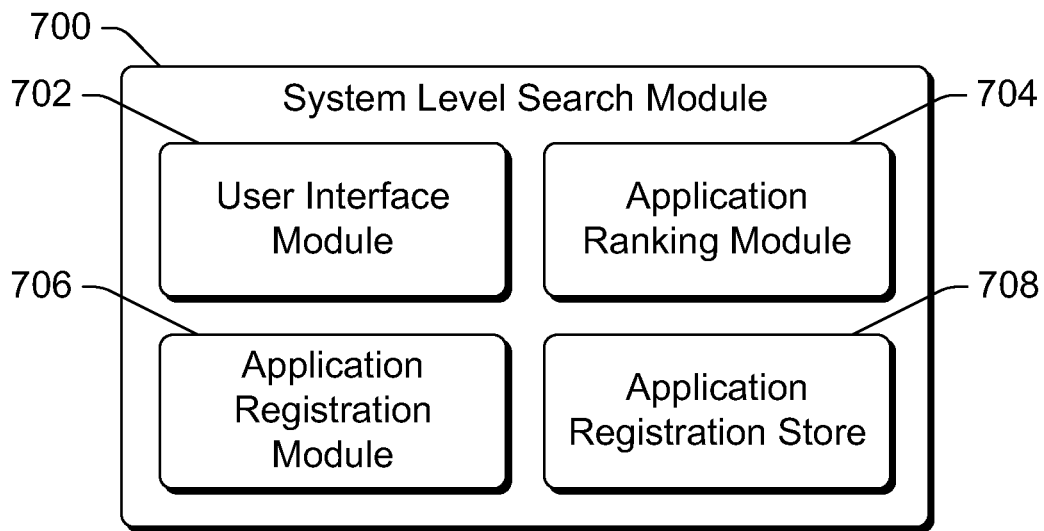 700
System Level Search Module
702
704
User Interface
Module
Application
Ranking Module
706
708
Application
Registration
Module
Application
Registration Store